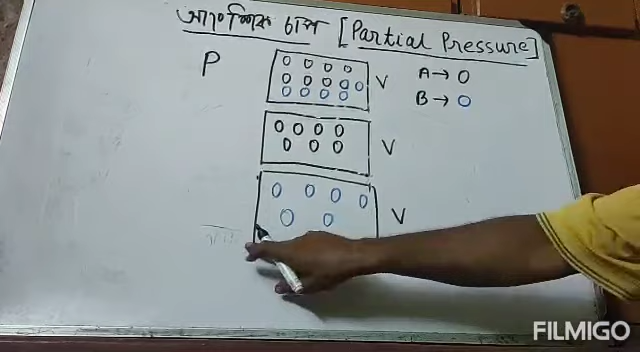 আংশিক চাপ [Partial Pressure]
P
V
A → O
B → O
V
V
FILMIGO